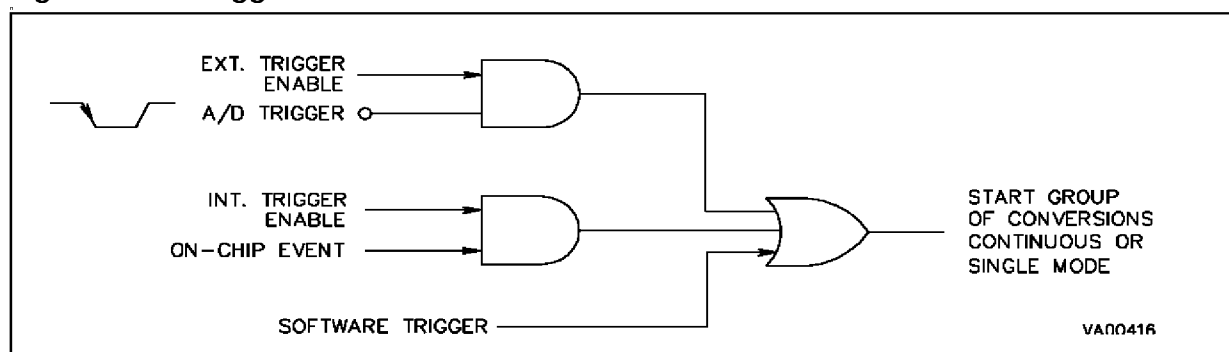 EXT. TRIGGER
ENABLE
A/D TRIGGER
INT. TRIGGER
ENABLE
ON-CHIP EVENT
SOFTWARE TRIGGER
START GROUP
OF CONVERSIONS
CONTINUOUS OR
SINGLE MODE
VA00416